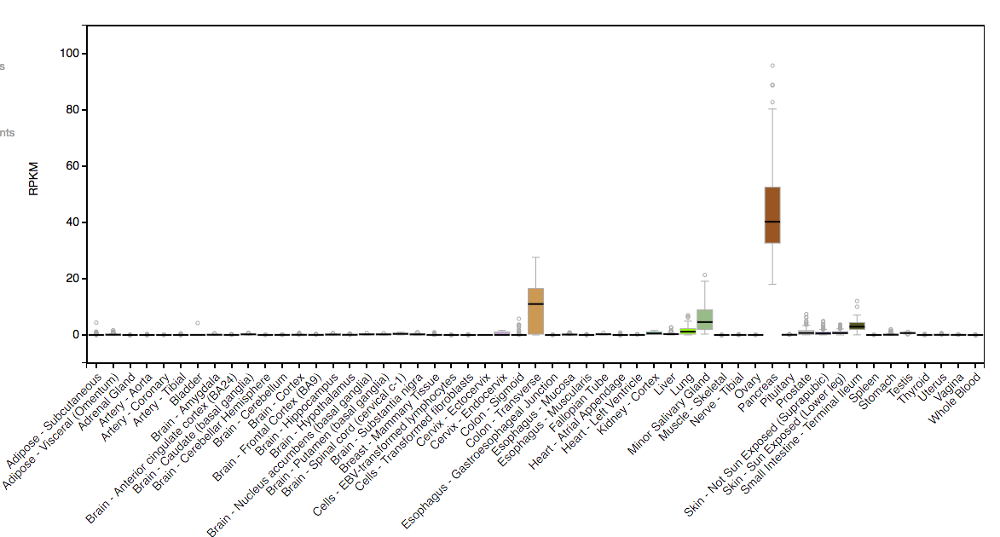 s
nts
RPKM
100
80
60
40
20
0
Adipose - Subcutaneous
Adipose - Visceral (Omentum)
Adrenal Gland
Artery - Aorta
Artery - Coronary
Artery - Tibial
Bladder
Brain - Amygdala
Brain - Anterior cingulate cortex (BA24)
Brain - Caudate (basal ganglia)
Brain - Cerebellar Hemisphere
Brain - Cerebellum
Brain - Cortex
Brain - Frontal Cortex (BA9)
Brain - Hippocampus
Brain - Hypothalamus
Brain - Nucleus accumbens (basal ganglia)
Brain - Putamen (basal ganglia)
Brain - Spinal cord (cervical c-1)
Brain - Substantia nigra
Breast - Mammary Tissue
Cells - EBV-transformed lymphocytes
Cells - Transformed fibroblasts
Cervix - Ectocervix
Cervix - Endocervix
Colon - Sigmoid
Colon - Transverse
Esophagus - Gastroesophageal Junction
Esophagus - Mucosa
Esophagus - Muscularis
Fallopian Tube
Heart - Atrial Appendage
Heart - Left Ventricle
Kidney - Cortex
Liver
Lung
Minor Salivary Gland
Muscle - Skeletal
Nerve - Tibial
Ovary
Pancreas
Pituitary
Prostate
Skin - Not Sun Exposed (Suprapubic)
Skin - Sun Exposed (Lower leg)
Small Intestine - Terminal Ileum
Spleen
Stomach
Testis
Thyroid
Uterus
Vagina
Whole Blood